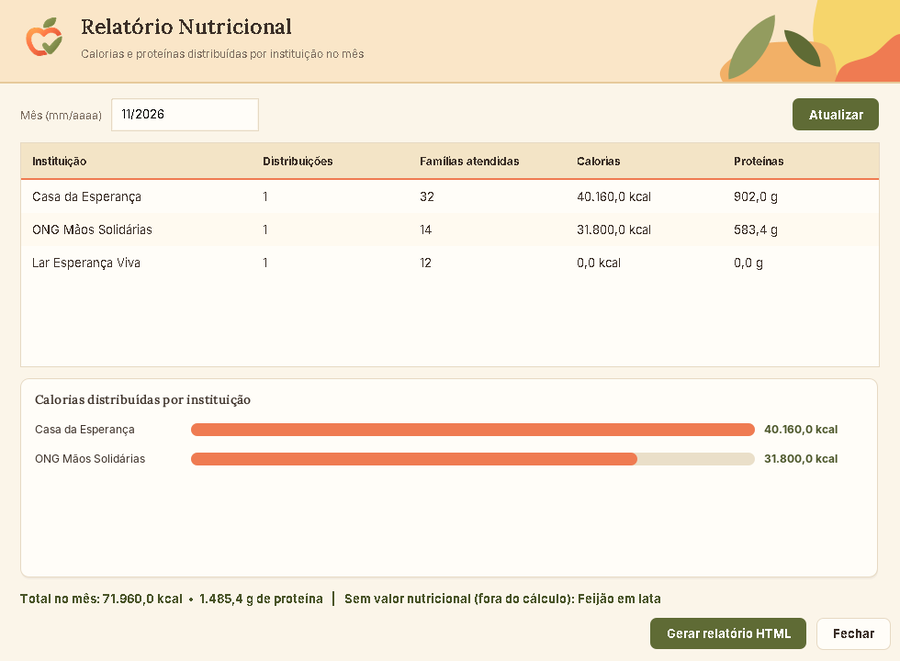 Relatório Nutricional
Calorias e proteínas distribuídas por instituição no mês
Mês (mm/aaaa) 11/2026 Atualizar
Instituição Distribuições Famílias atendidas Calorias Proteínas
Casa da Esperança 1 32 40.160,0 kcal 902,0 g
ONG Mãos Solidárias 1 14 31.800,0 kcal 583,4 g
Lar Esperança Viva 1 12 0,0 kcal 0,0 g
Calorias distribuídas por instituição
Casa da Esperança 40.160,0 kcal
ONG Mãos Solidárias 31.800,0 kcal
Total no mês: 71.960,0 kcal • 1.485,4 g de proteína | Sem valor nutricional (fora do cálculo): Feijão em lata
Gerar relatório HTML Fechar